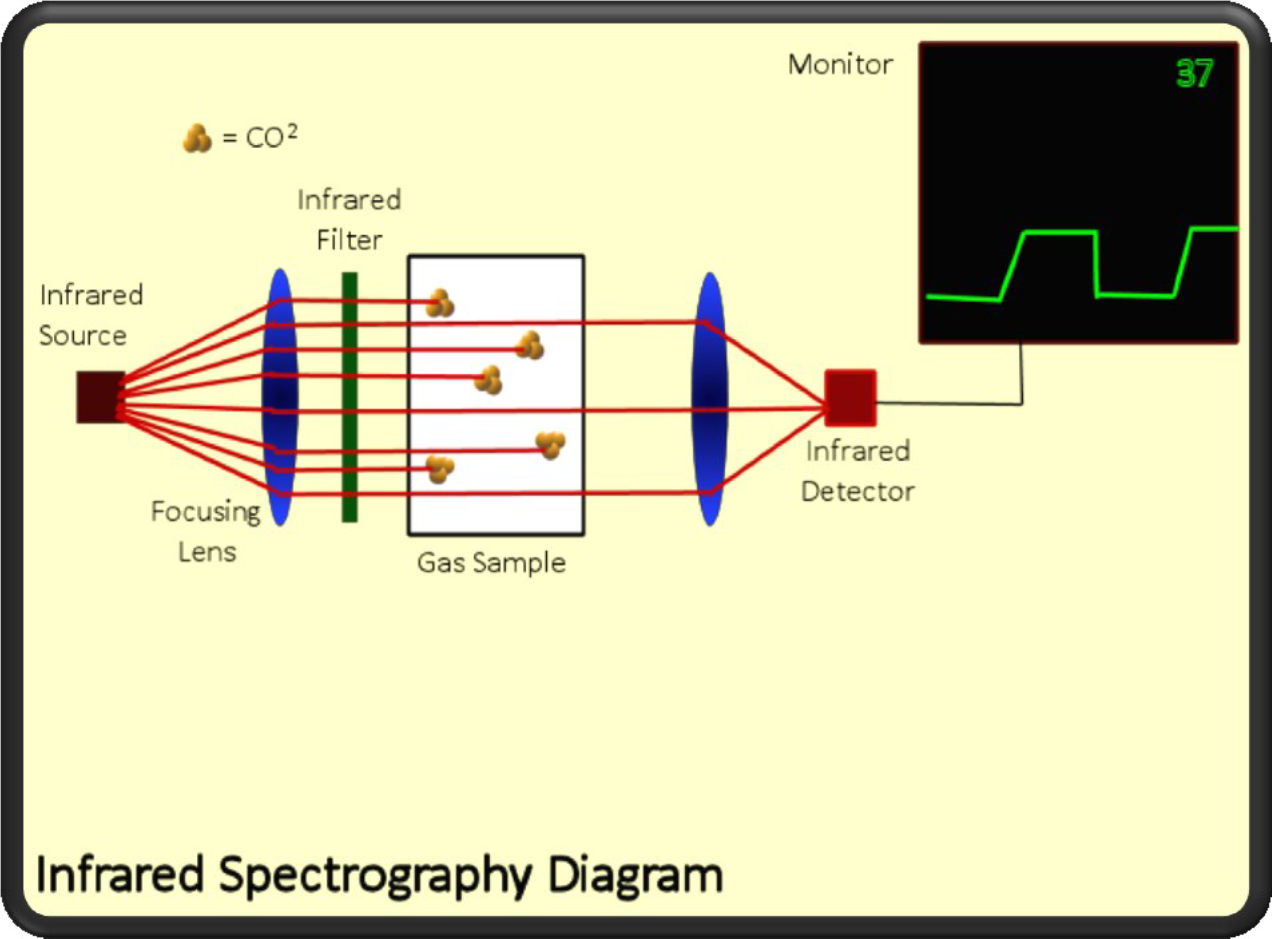 Monitor
37
= CO²
Infrared
Filter
Infrared
Source
Infrared
Detector
Focusing
Lens
Gas Sample
Infrared Spectrography Diagram